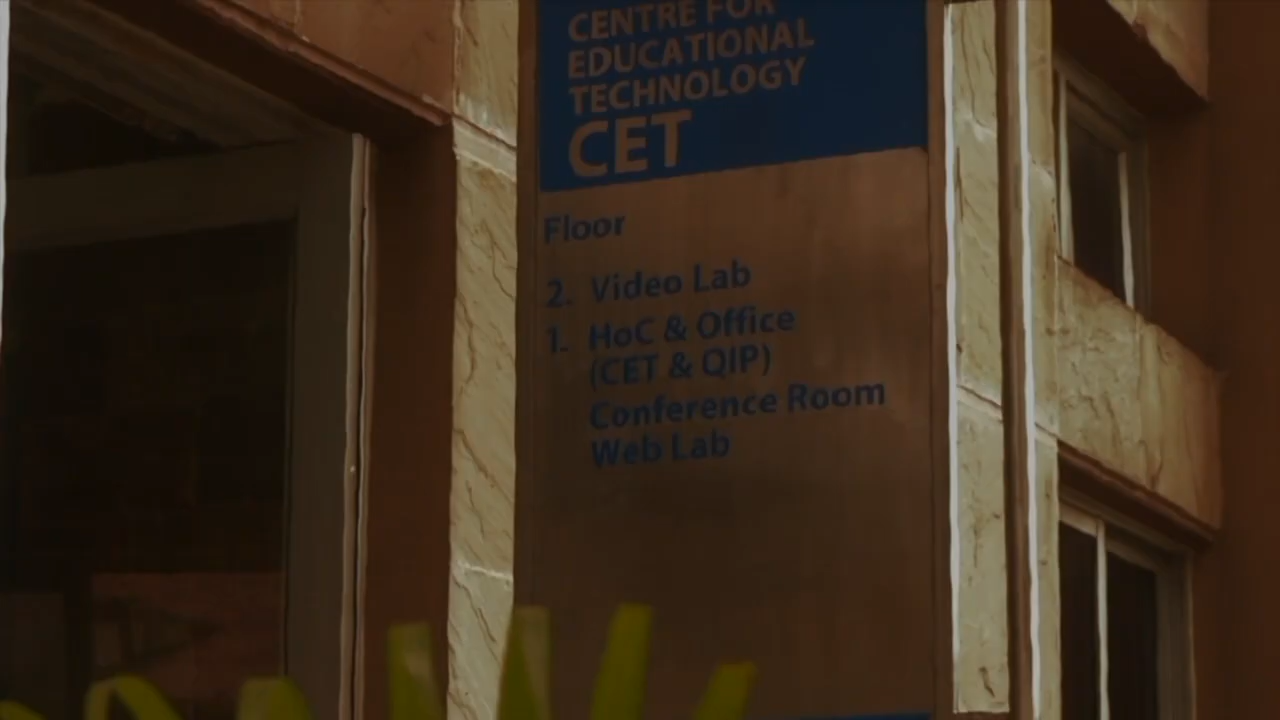 CENTRE FOR
EDUCATIONAL
TECHNOLOGY
CET
Floor
2. Video Lab
1. HoC & Office
(CET & QIP)
Conference Room
Web Lab